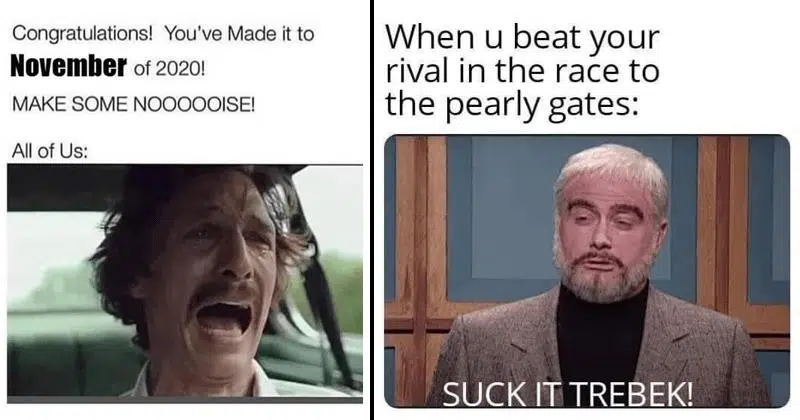 Congratulations! You've Made it to
November of 2020!
MAKE SOME NOOOOOISE!
All of Us:
When u beat your
rival in the race to
the pearly gates:
SUCK IT TREBEK!